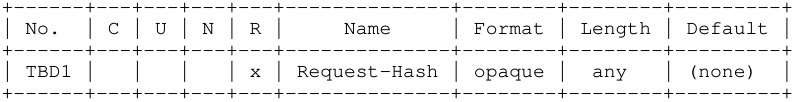 +------+---+---+---+---+--------------+--------+--------+---------+
| No.  | C | U | N | R |     Name     | Format | Length | Default |
+------+---+---+---+---+--------------+--------+--------+---------+
| TBD1 |   |   |   | x | Request-Hash | opaque |  any   | (none)  |
+------+---+---+---+---+--------------+--------+--------+---------+